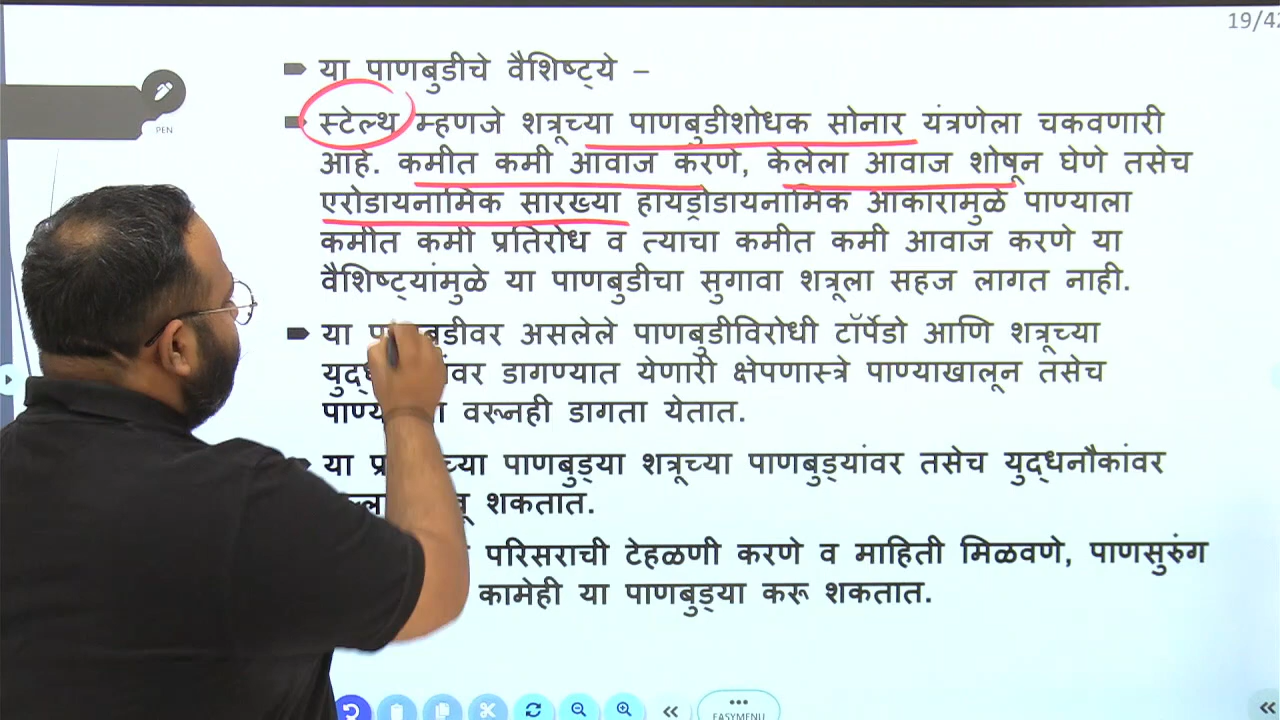 19/42
PEN
या पाणबुडीचे वैशिष्ट्ये –
स्टेल्थ म्हणजे शत्रूच्या पाणबुडीशोधक सोनार यंत्रणेला चकवणारी
आहे. कमीत कमी आवाज करणे, केलेला आवाज शोषून घेणे तसेच
एरोडायनामिक सारख्या हायड्रोडायनामिक आकारामुळे पाण्याला
कमीत कमी प्रतिरोध व त्याचा कमीत कमी आवाज करणे या
वैशिष्ट्यांमुळे या पाणबुडीचा सुगावा शत्रूला सहज लागत नाही.
या असलेले पाणबुडीविरोधी टॉर्पेडो आणि शत्रूच्या
डागण्यात येणारी क्षेपणास्त्रे पाण्याखालून तसेच
वरूनही डागता येतात.
या पाणबुड्या शत्रूच्या पाणबुड्यांवर तसेच युद्धनौकांवर
शकतात.
परिसराची टेहळणी करणे व माहिती मिळवणे, पाणसुरुंग
कामेही या पाणबुड्या करू शकतात.
EASYMENU